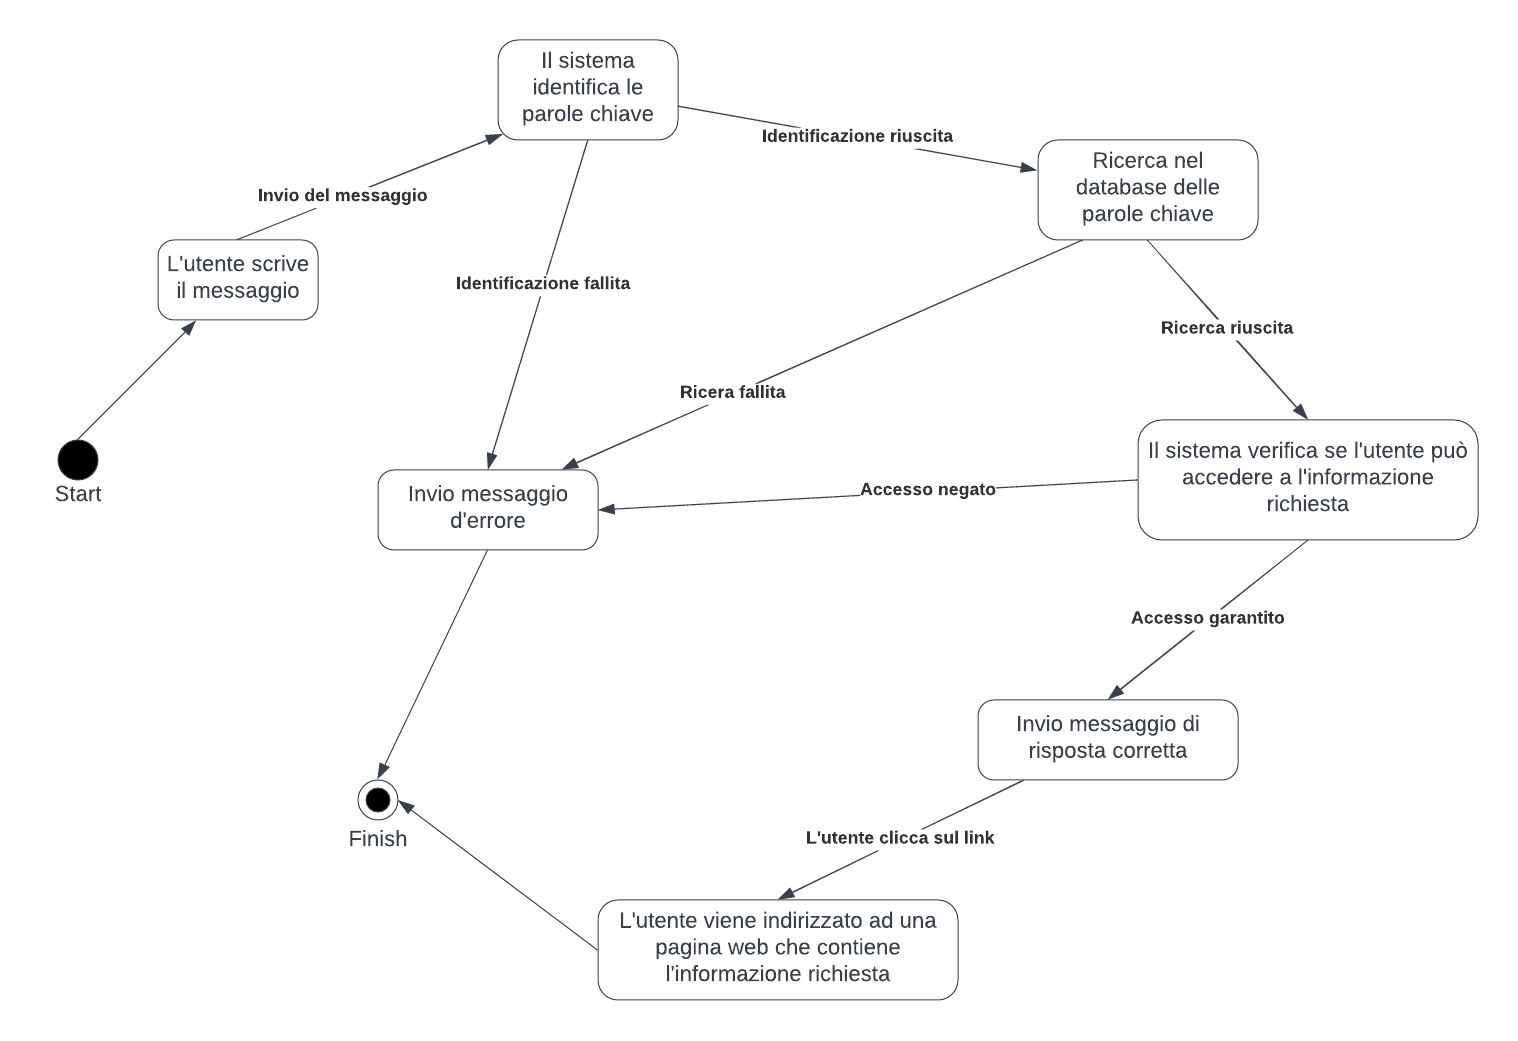 Il sistema
identifica le
parole chiave
Identificazione riuscita
Ricerca nel
database delle
parole chiave
Invio del messaggio
L'utente scrive
il messaggio
Identificazione fallita
Ricerca riuscita
Ricera fallita
Start
Invio messaggio
d'errore
Accesso negato
Il sistema verifica se l'utente può
accedere a l'informazione
richiesta
Accesso garantito
Invio messaggio di
risposta corretta
Finish
L'utente clicca sul link
L'utente viene indirizzato ad una
pagina web che contiene
l'informazione richiesta